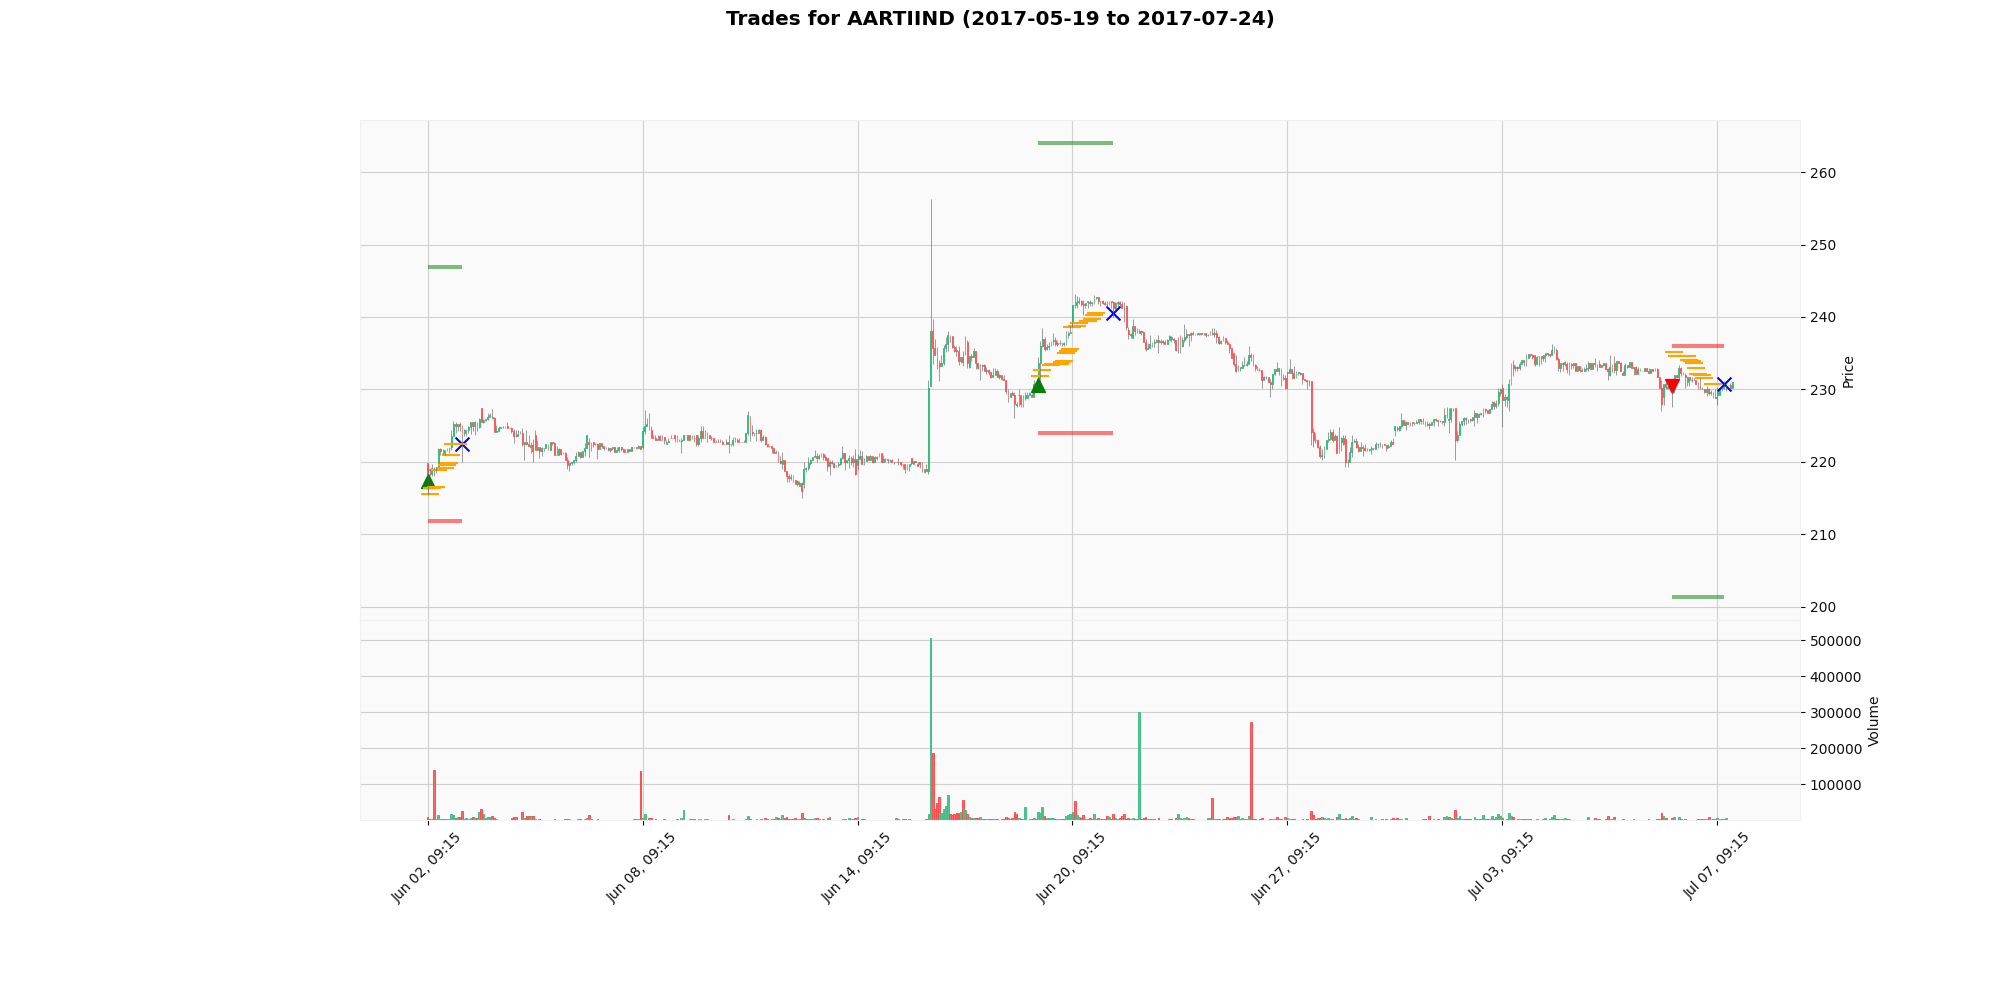 Trades for AARTIIND (2017-05-19 to 2017-07-24)
260
250
240
230
220
210
200
Price
500000
400000
300000
200000
100000
Volume
Jun 02, 09:15
Jun 08, 09:15
Jun 14, 09:15
Jun 20, 09:15
Jun 27, 09:15
Jul 03, 09:15
Jul 07, 09:15